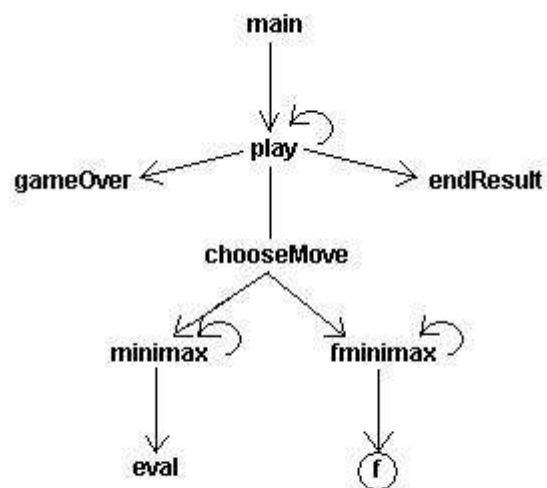 main
play
gameOver
endResult
chooseMove
minimax
fminimax
eval
f